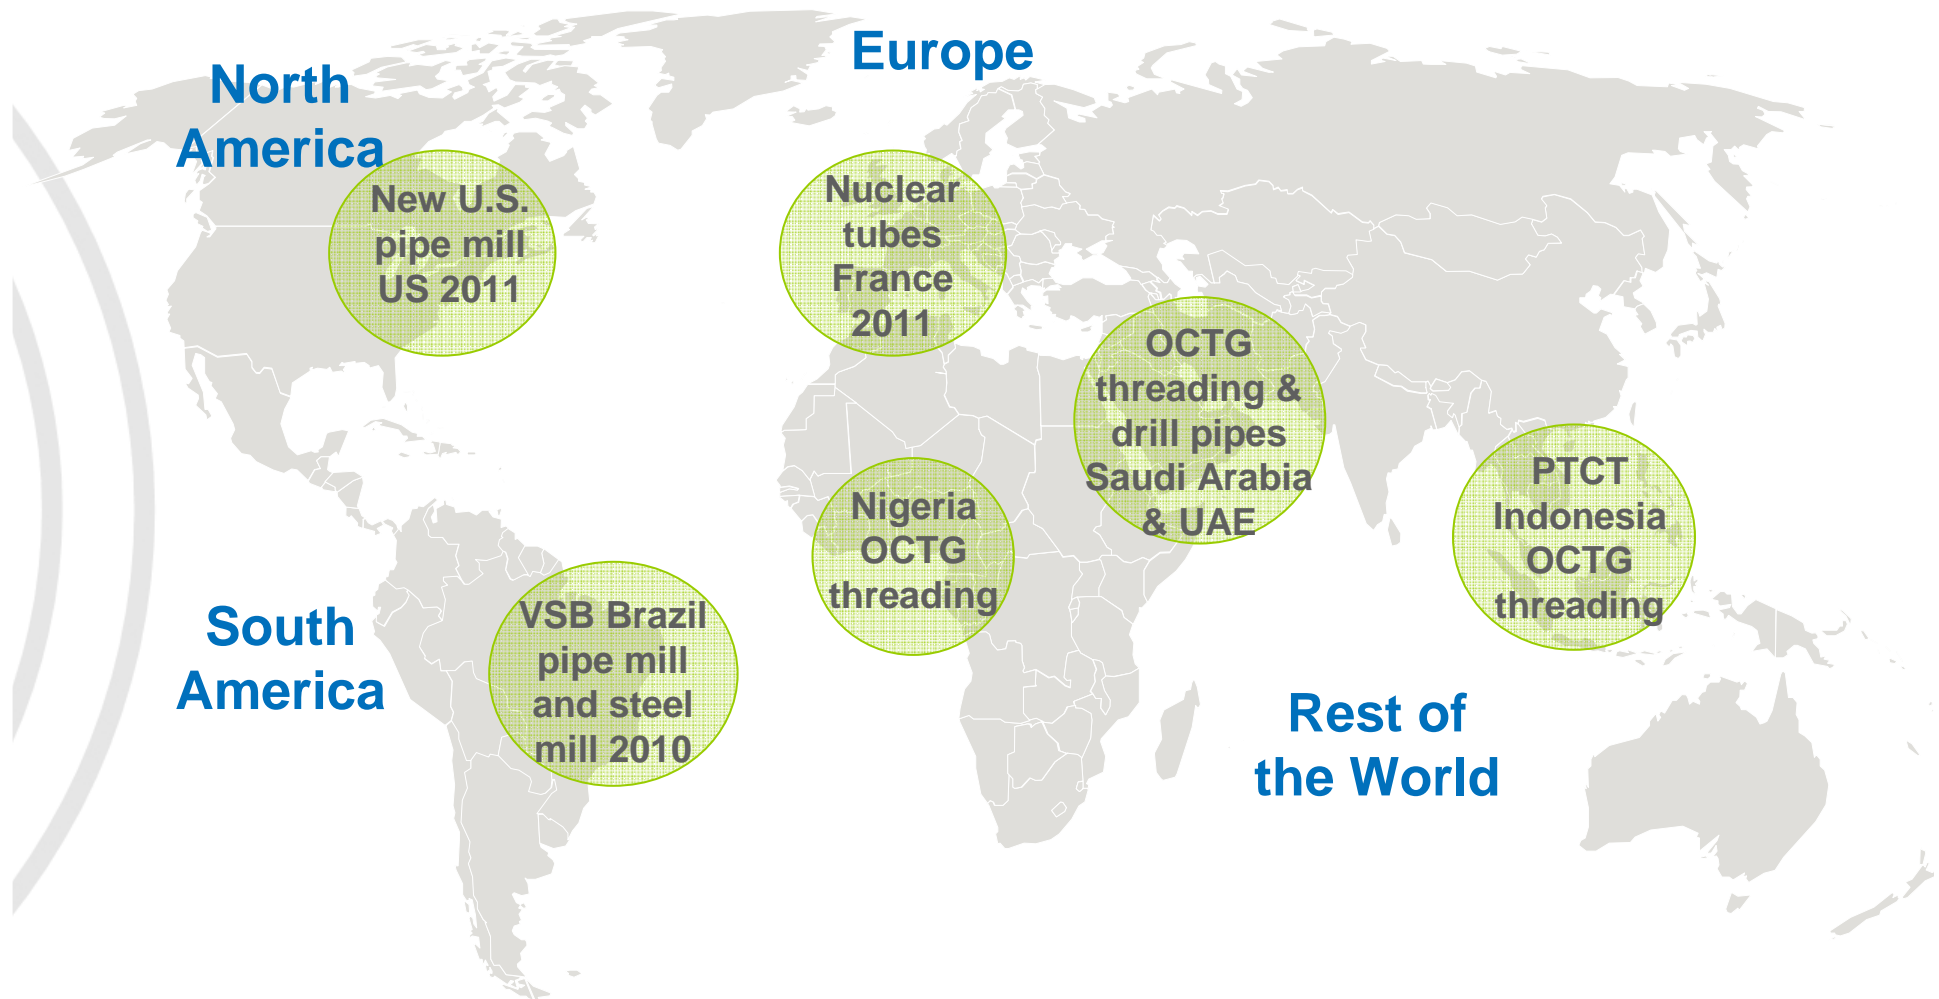 Europe
North
America
New U.S.
pipe mill
US 2011
Nuclear
tubes
France
2011
OCTG
threading &
drill pipes
Saudi Arabia
& UAE
PTCT
Indonesia
OCTG
threading
Nigeria
OCTG
threading
South
America
VSB Brazil
pipe mill
and steel
mill 2010
Rest of
the World